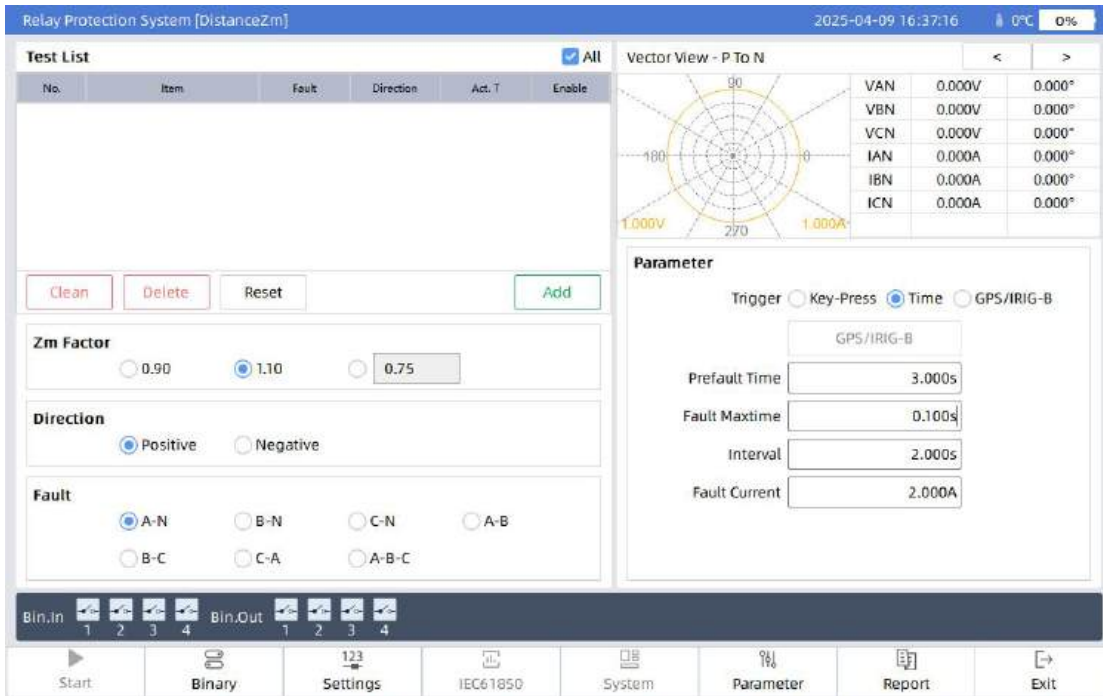 Relay Protection System [DistanceZm] 2025-04-09 16:37:16 0℃ 0%
Test List All
No. Item Fault Direction Act. T Enable
Clean Delete Reset Add
Zm Factor
0.90 1.10 0.75
Direction
Positive Negative
Fault
A-N B-N C-N A-B
B-C C-A A-B-C
Vector View - P To N < >
90
180 0
270
1.000V 1.000A
VAN 0.000V 0.000°
VBN 0.000V 0.000°
VCN 0.000V 0.000°
IAN 0.000A 0.000°
IBN 0.000A 0.000°
ICN 0.000A 0.000°
Parameter
Trigger Key-Press Time GPS/IRIG-B
GPS/IRIG-B
Prefault Time 3.000s
Fault Maxtime 0.100s
Interval 2.000s
Fault Current 2.000A
Bin.In 1 2 3 4 Bin.Out 1 2 3 4
123
Start Binary Settings IEC61850 System Parameter Report Exit